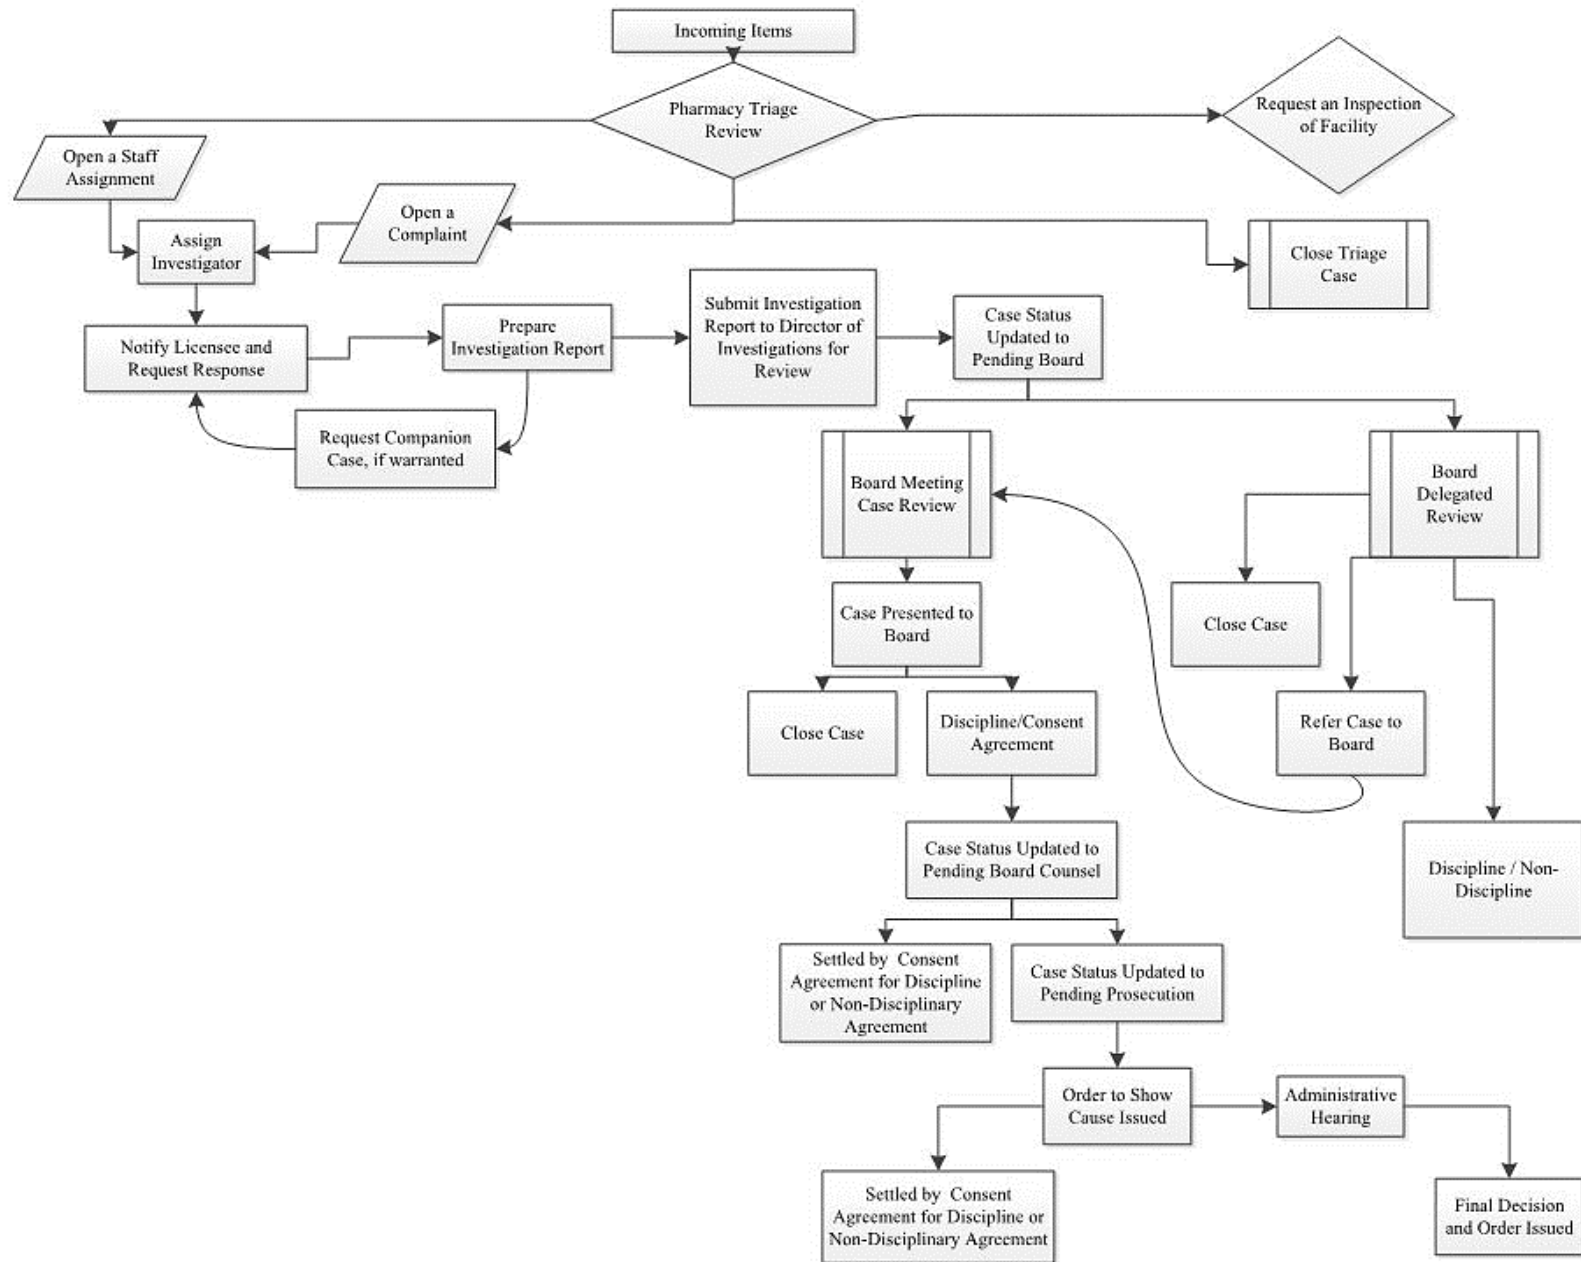 Incoming Items
Pharmacy Triage
Review
Request an Inspection
of Facility
Open a Staff
Assignment
Open a
Complaint
Assign
Investigator
Close Triage
Case
Notify Licensee and
Request Response
Prepare
Investigation Report
Submit Investigation
Report to Director of
Investigations for
Review
Case Status
Updated to
Pending Board
Request Companion
Case, if warranted
Board Meeting
Case Review
Board
Delegated
Review
Case Presented to
Board
Close Case
Close Case
Discipline/Consent
Agreement
Refer Case to
Board
Case Status Updated to
Pending Board Counsel
Discipline / Non-
Discipline
Settled by Consent
Agreement for Discipline
or Non-Disciplinary
Agreement
Case Status Updated to
Pending Prosecution
Order to Show
Cause Issued
Administrative
Hearing
Settled by Consent
Agreement for Discipline or
Non-Disciplinary Agreement
Final Decision
and Order Issued